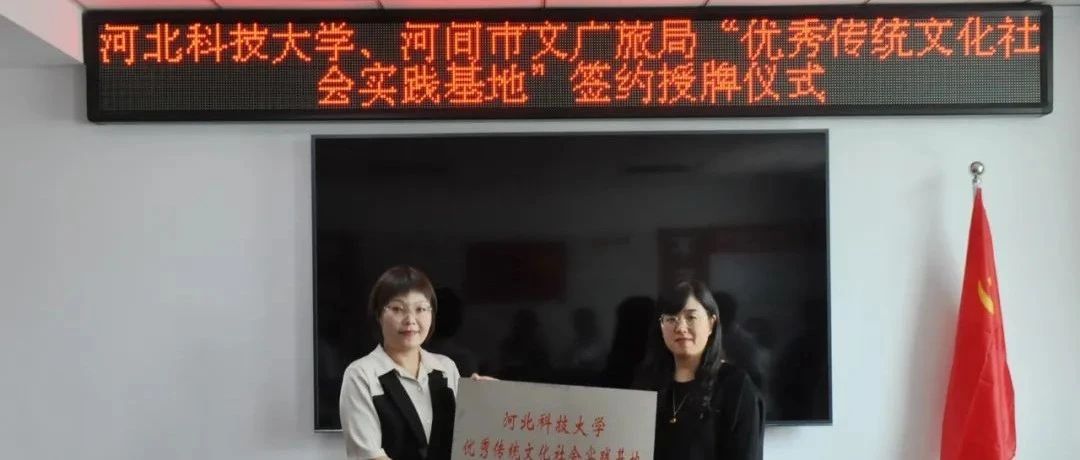 河北科技大学、河间市文广旅局“优秀传统文化社
会实践基地”签约授牌仪式
河北科技大学
优秀传统文化社会实践基地